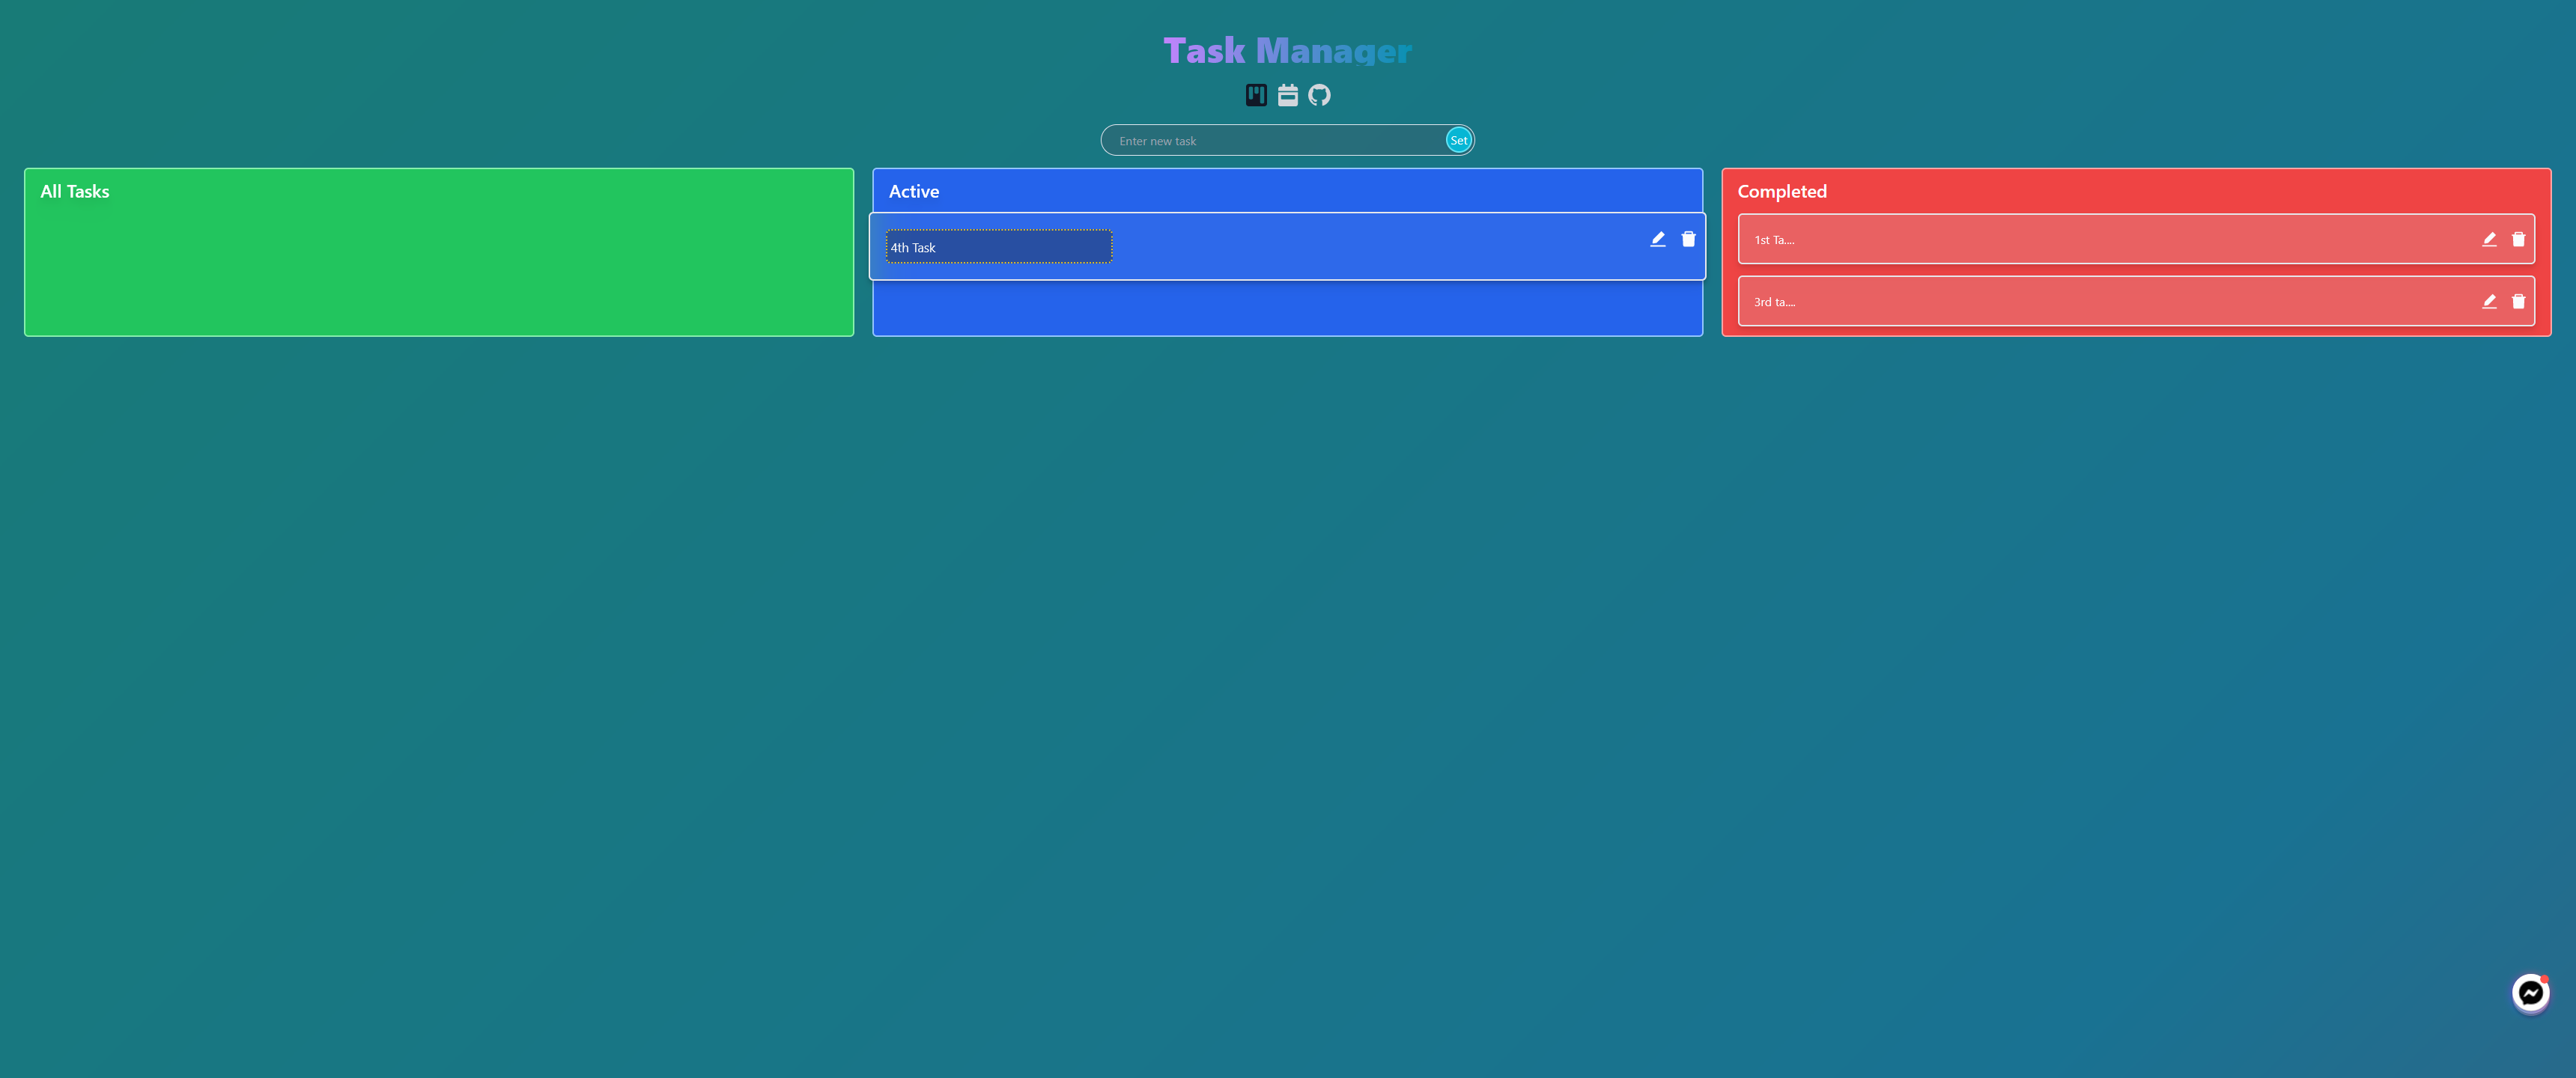 Task Manager
Enter new task
Set
All Tasks
Active
4th Task
Completed
1st Ta....
3rd ta....